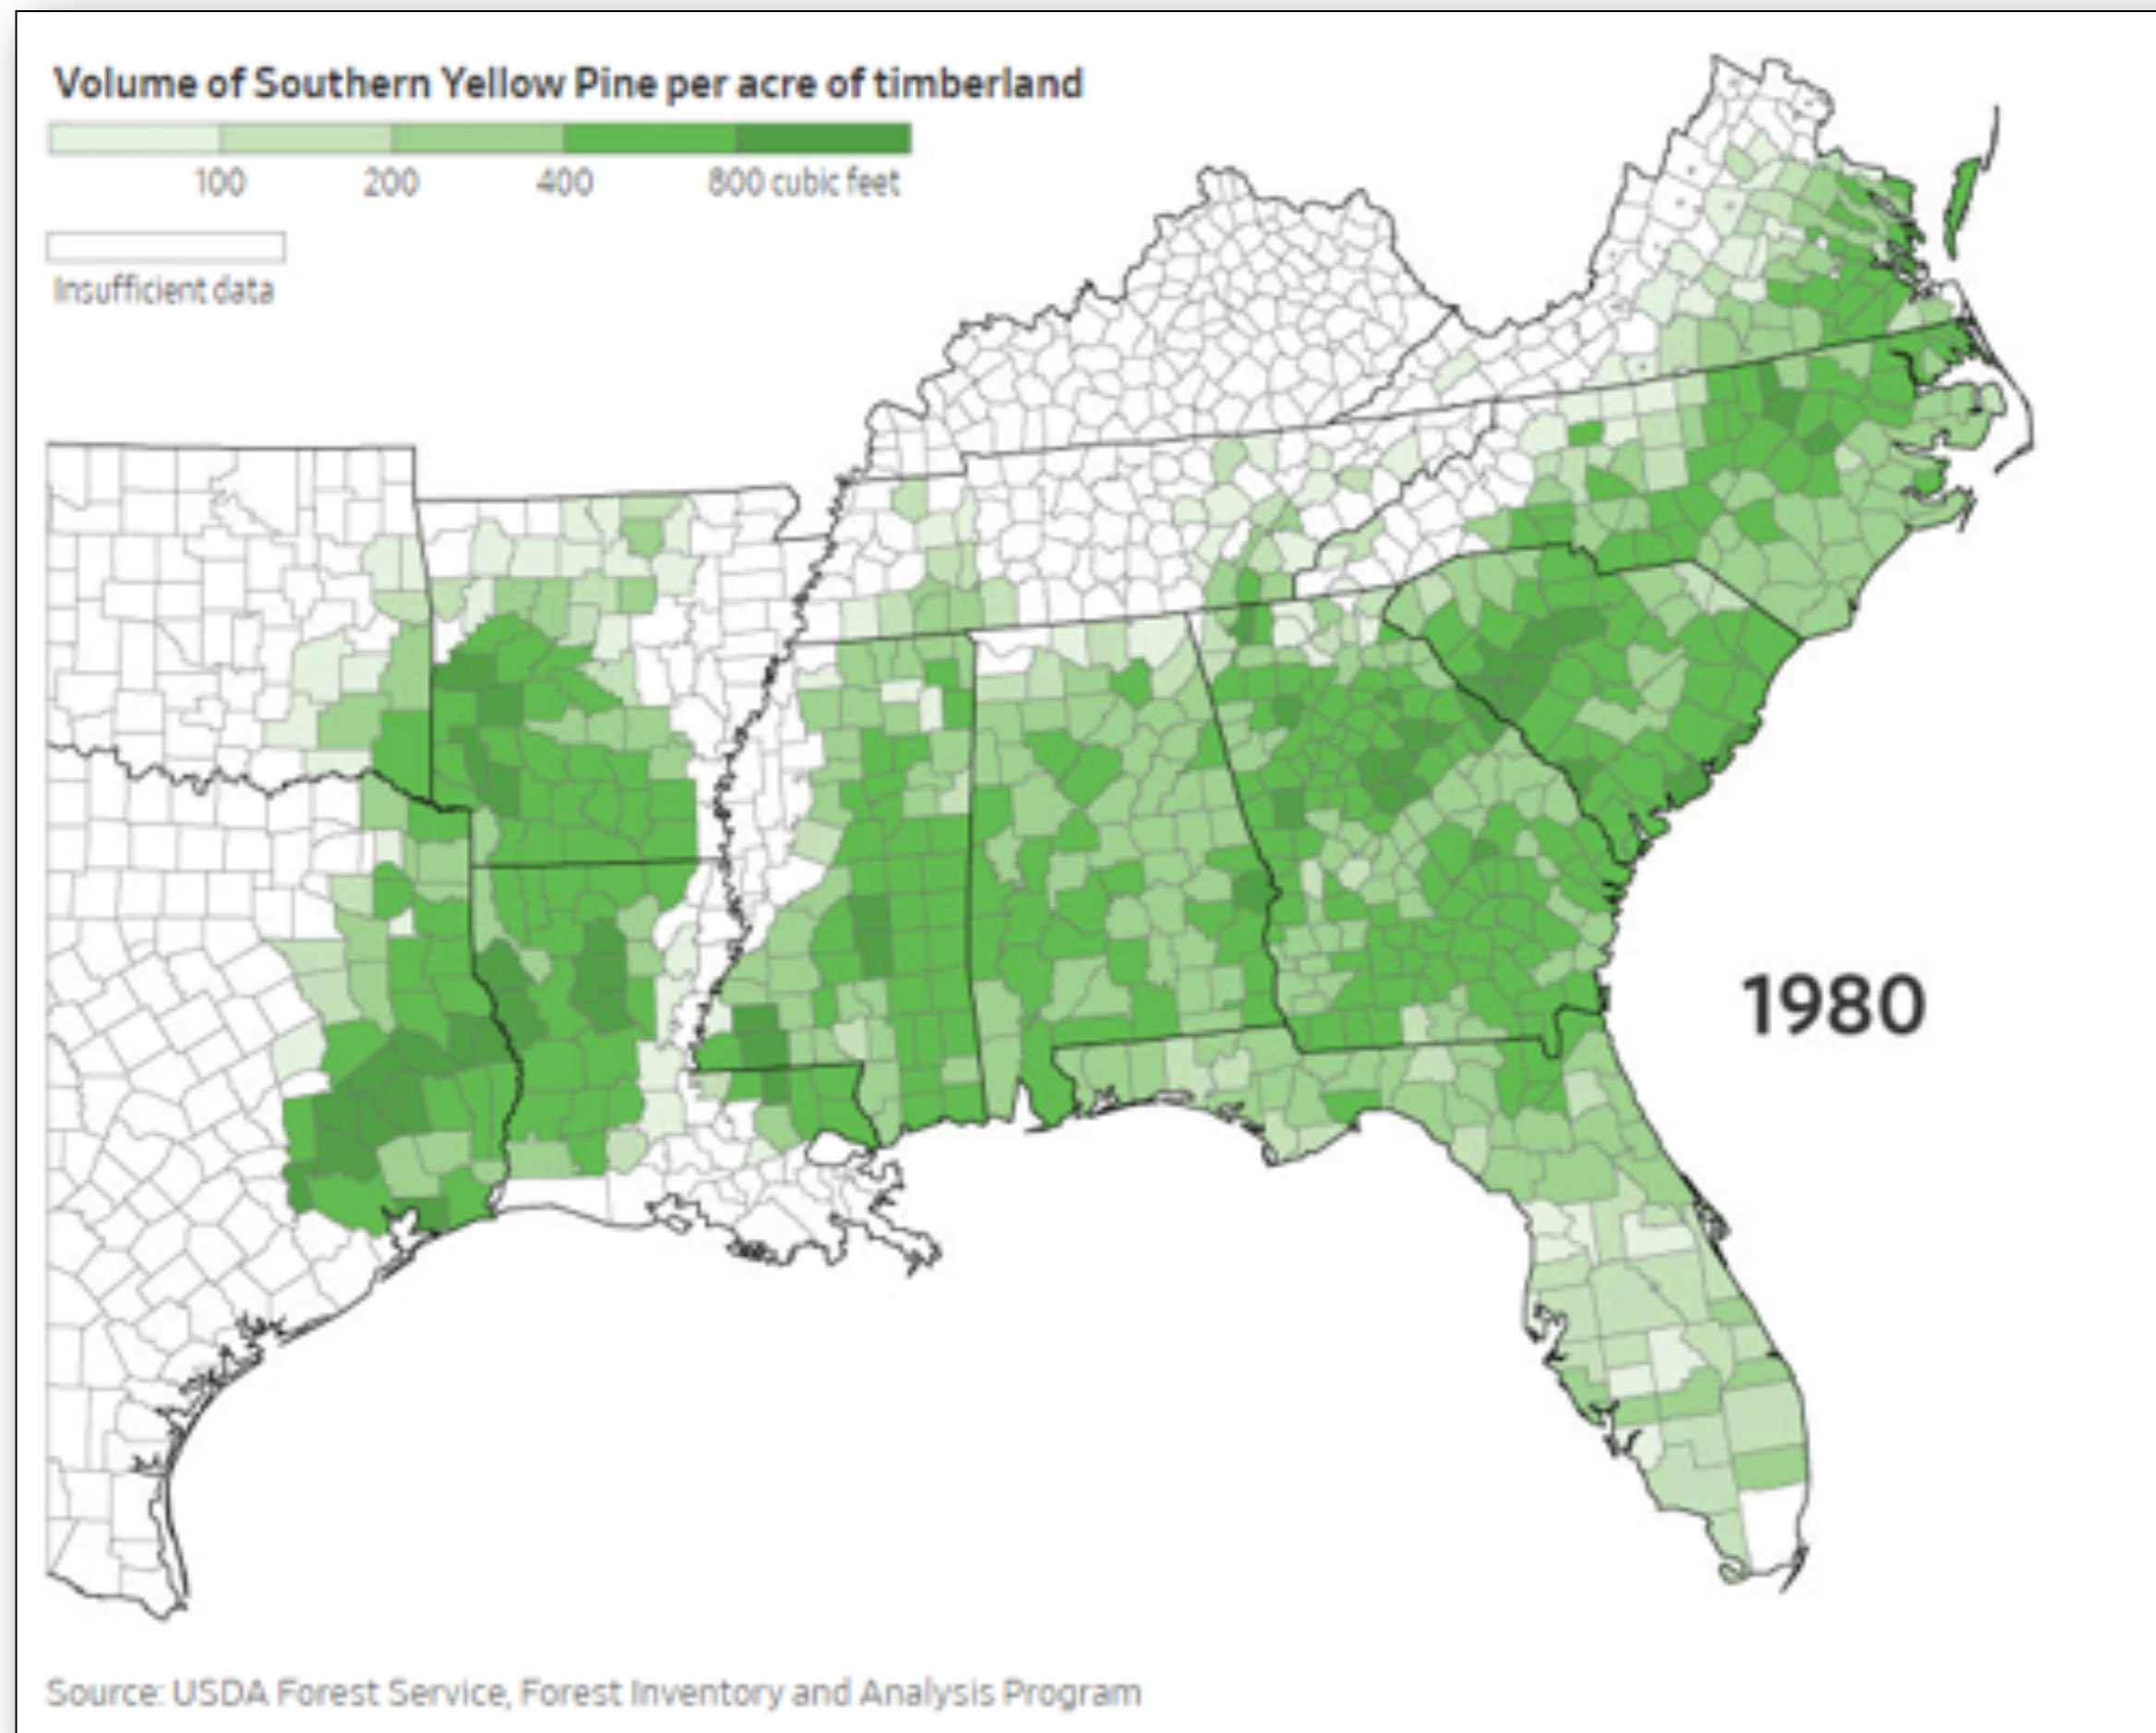 Volume of Southern Yellow Pine per acre of timberland
100 200 400 800 cubic feet
Insufficient data
1980
Source: USDA Forest Service, Forest Inventory and Analysis Program